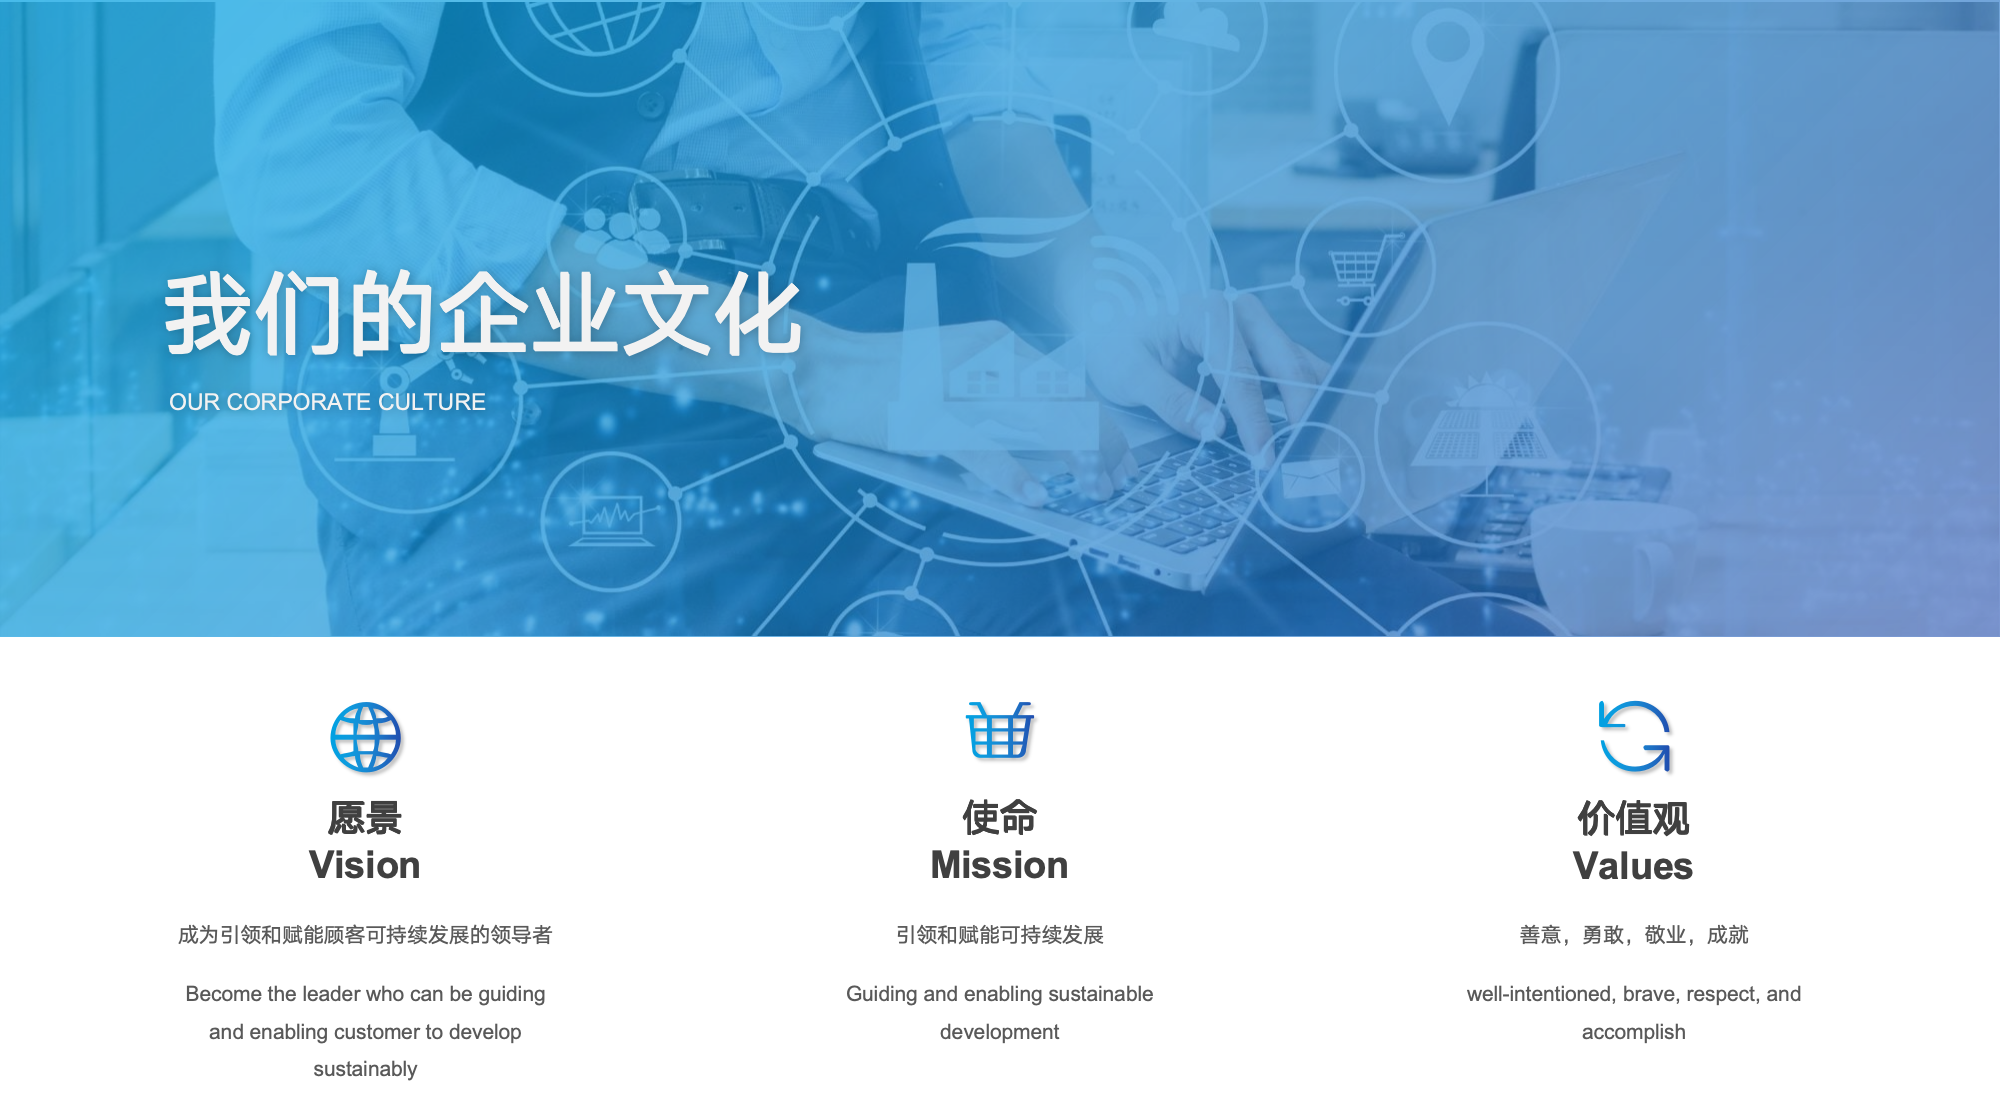 我们的企业文化
OUR CORPORATE CULTURE
愿景
Vision
成为引领和赋能顾客可持续发展的领导者
Become the leader who can be guiding
and enabling customer to develop
sustainably
使命
Mission
引领和赋能可持续发展
Guiding and enabling sustainable
development
价值观
Values
善意，勇敢，敬业，成就
well-intentioned, brave, respect, and
accomplish